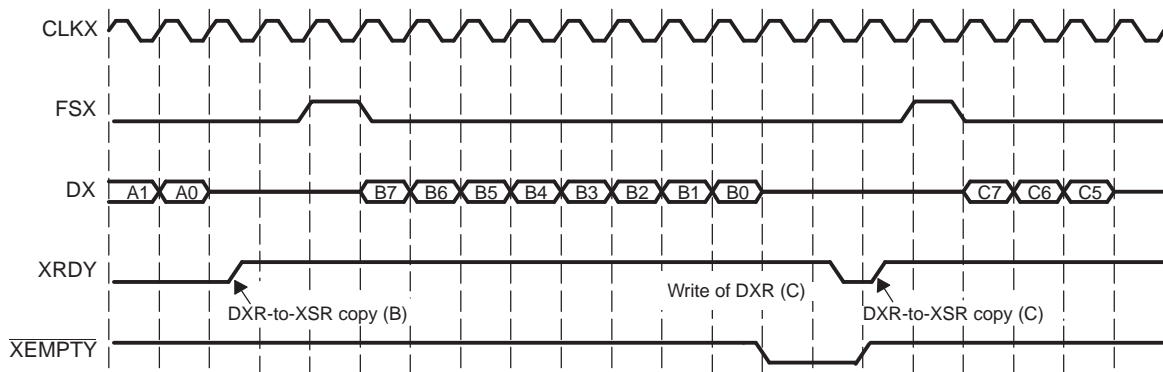 CLKX
FSX
DX A1 A0 B7 B6 B5 B4 B3 B2 B1 B0 C7 C6 C5
XRDY
Write of DXR (C)
DXR-to-XSR copy (B) DXR-to-XSR copy (C)
XEMPTY